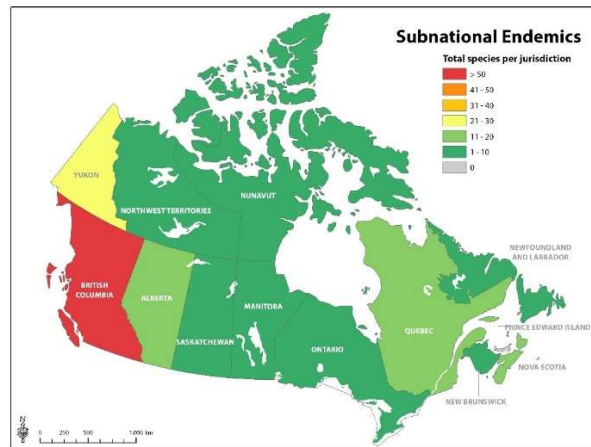 Subnational Endemics
Total species per jurisdiction
> 50
41 - 50
31 - 40
21 - 30
11 - 20
1 - 10
0
YUKON
NORTHWEST TERRITORIES
NUNAVUT
BRITISH
COLUMBIA
ALBERTA
SASKATCHEWAN
MANITOBA
ONTARIO
QUEBEC
NEWFOUNDLAND
AND LABRADOR
PRINCE EDWARD ISLAND
NOVA SCOTIA
NEW BRUNSWICK
0 250 500 1,000 km